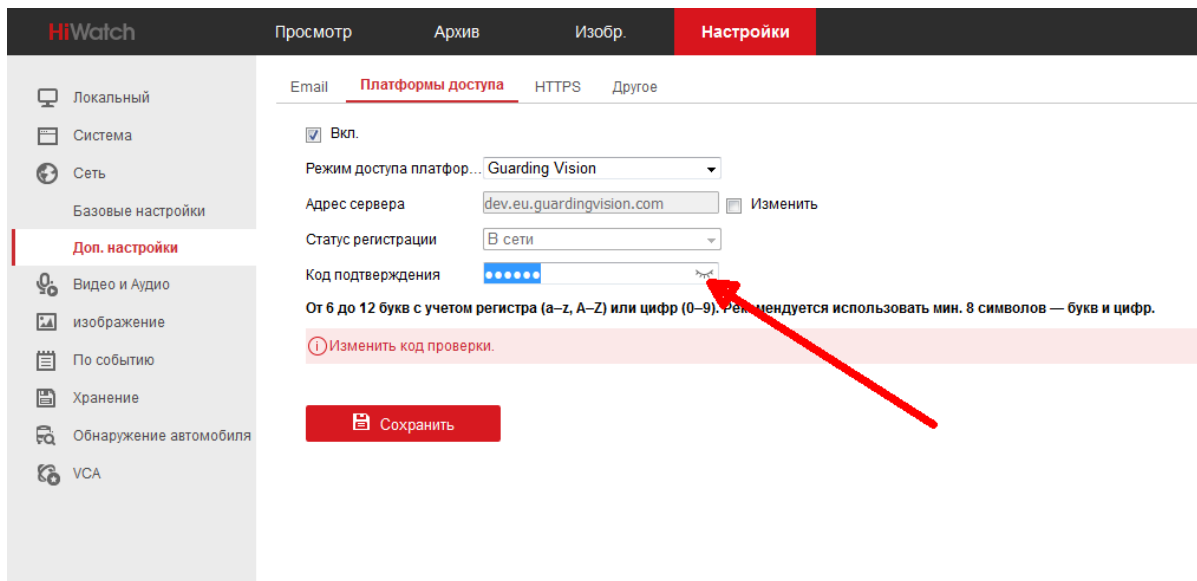 HiWatch
Просмотр Архив Изобр. Настройки
Локальный
Система
Сеть
Базовые настройки
Доп. настройки
Видео и Аудио
изображение
По событию
Хранение
Обнаружение автомобиля
VCA
Email Платформы доступа HTTPS Другое
Вкл.
Режим доступа платфор... Guarding Vision
Адрес сервера dev.eu.guardingvision.com Изменить
Статус регистрации В сети
Код подтверждения ●●●●●●
От 6 до 12 букв с учетом регистра (a–z, A–Z) или цифр (0–9). Рекомендуется использовать мин. 8 символов — букв и цифр.
Изменить код проверки.
Сохранить